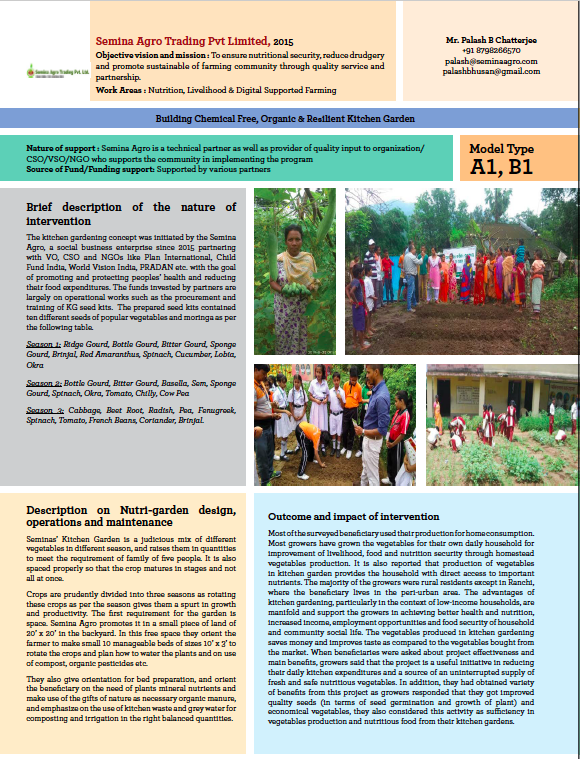 Semina Agro Trading Pvt. Ltd.
Semina Agro Trading Pvt Limited, 2015
Objective vision and mission : To ensure nutritional security, reduce drudgery
and promote sustainable of farming community through quality service and
partnership.
Work Areas : Nutrition, Livelihood & Digital Supported Farming
Mr. Palash B Chatterjee
+91 8798266570
palash@seminaagro.com
palashbhusan@gmail.com
Building Chemical Free, Organic & Resilient Kitchen Garden
Nature of support : Semina Agro is a technical partner as well as provider of quality input to organization/
CSO/VSO/NGO who supports the community in implementing the program
Source of Fund/Funding support: Supported by various partners
Model Type
A1, B1
Brief description of the nature of
intervention
The kitchen gardening concept was initiated by the Semina
Agro, a social business enterprise since 2015 partnering
with VO, CSO and NGOs like Plan International, Child
Fund India, World Vision India, PRADAN etc. with the goal
of promoting and protecting peoples' health and reducing
their food expenditures. The funds invested by partners are
largely on operational works such as the procurement and
training of KG seed kits. The prepared seed kits contained
ten different seeds of popular vegetables and moringa as per
the following table.
Season 1: Ridge Gourd, Bottle Gourd, Bitter Gourd, Sponge
Gourd, Brinjal, Red Amaranthus, Spinach, Cucumber, Lobia,
Okra
Season 2: Bottle Gourd, Bitter Gourd, Basella, Sem, Sponge
Gourd, Spinach, Okra, Tomato, Chilly, Cow Pea
Season 3: Cabbage, Beet Root, Radish, Pea, Fenugreek,
Spinach, Tomato, French Beans, Coriander, Brinjal.
Description on Nutri-garden design,
operations and maintenance
Seminas' Kitchen Garden is a judicious mix of different
vegetables in different season, and raises them in quantities
to meet the requirement of family of five people. It is also
spaced properly so that the crop matures in stages and not
all at once.
Crops are prudently divided into three seasons as rotating
these crops as per the season gives them a spurt in growth
and productivity. The first requirement for the garden is
space. Semina Agro promotes it in a small piece of land of
20' x 20' in the backyard. In this free space they orient the
farmer to make small 10 manageable beds of sizes 10' x 3' to
rotate the crops and plan how to water the plants and on use
of compost, organic pesticides etc.
They also give orientation for bed preparation, and orient
the beneficiary on the need of plants mineral nutrients and
make use of the gifts of nature as necessary organic manure,
and emphasize on the use of kitchen waste and grey water for
composting and irrigation in the right balanced quantities.
Outcome and impact of intervention
Most of the surveyed beneficiary used their production for home consumption.
Most growers have grown the vegetables for their own daily household for
improvement of livelihood, food and nutrition security through homestead
vegetables production. It is also reported that production of vegetables
in kitchen garden provides the household with direct access to important
nutrients. The majority of the growers were rural residents except in Ranchi,
where the beneficiary lives in the peri-urban area. The advantages of
kitchen gardening, particularly in the context of low-income households, are
manifold and support the growers in achieving better health and nutrition,
increased income, employment opportunities and food security of household
and community social life. The vegetables produced in kitchen gardening
saves money and improves taste as compared to the vegetables bought from
the market. When beneficiaries were asked about project effectiveness and
main benefits, growers said that the project is a useful initiative in reducing
their daily kitchen expenditures and a source of an uninterrupted supply of
fresh and safe nutritious vegetables. In addition, they had obtained variety
of benefits from this project as growers responded that they got improved
quality seeds (in terms of seed germination and growth of plant) and
economical vegetables, they also considered this activity as sufficiency in
vegetables production and nutritious food from their kitchen gardens.